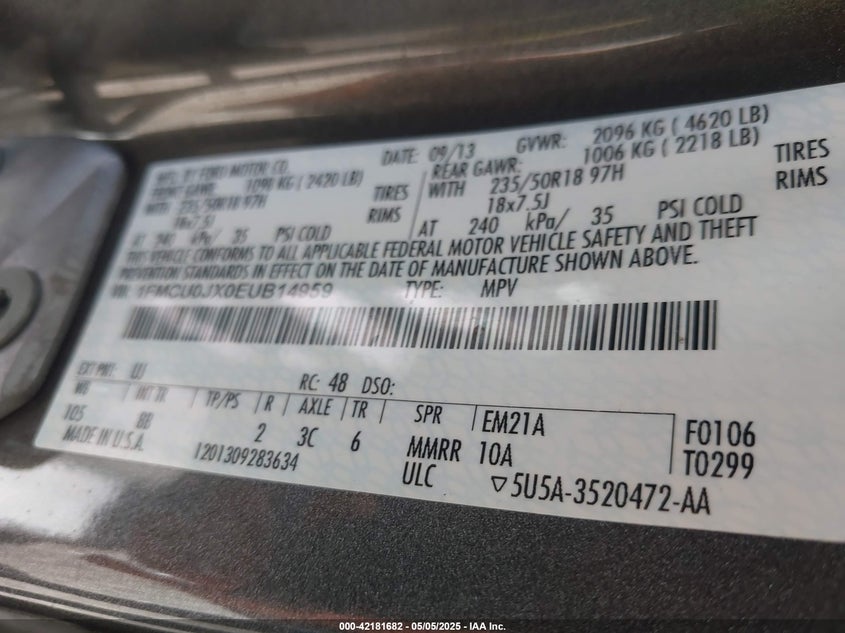 MFG. BY FORD MOTOR CO. DATE: 09/13 GVWR: 2096 KG ( 4620 LB)
FRONT GAWR: 1098 KG ( 2420 LB) REAR GAWR: 1006 KG ( 2218 LB)
WITH 235/50R18 97H TIRES WITH 235/50R18 97H TIRES
18x7.5J RIMS 18x7.5J RIMS
AT 240 kPa/ 35 PSI COLD AT 240 kPa/ 35 PSI COLD
THIS VEHICLE CONFORMS TO ALL APPLICABLE FEDERAL MOTOR VEHICLE SAFETY AND THEFT
PREVENTION STANDARDS IN EFFECT ON THE DATE OF MANUFACTURE SHOWN ABOVE.
VIN: 1FMCU0JX0EUB14959 TYPE: MPV
EXT PNT: UJ RC: 48 DSO:
WB INT TR TP/PS R AXLE TR SPR EM21A F0106
105 8B 2 3C 6 MMRR 10A T0299
MADE IN U.S.A. 1201309283634 ULC ▽5U5A-3520472-AA
000-42181682 - 05/05/2025 - IAA Inc.